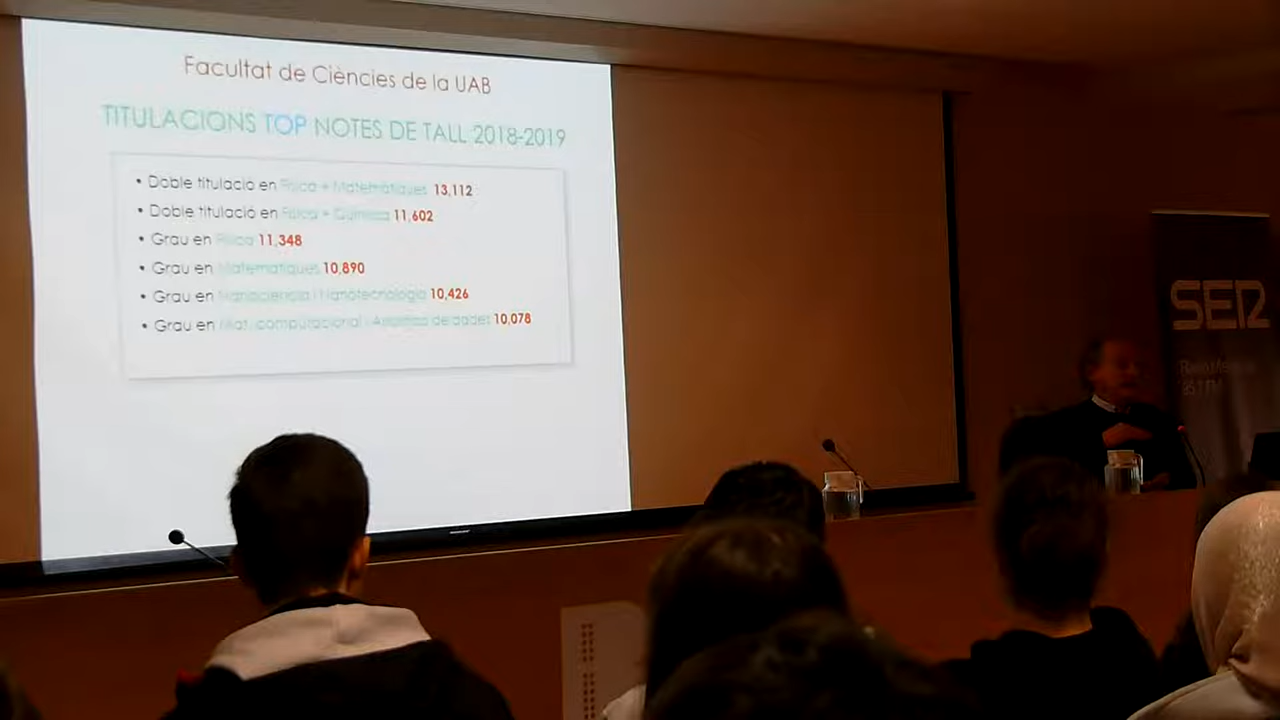 Facultat de Ciències de la UAB
TITULACIONS TOP NOTES DE TALL 2018-2019
• Doble titulació en Física + Matemàtiques 13,112
• Doble titulació en Física + Química 11,602
• Grau en Física 11,348
• Grau en Matemàtiques 10,890
• Grau en Nanociència i Nanotecnologia 10,426
• Grau en Mat. computacional i Analítica de dades 10,078
SER